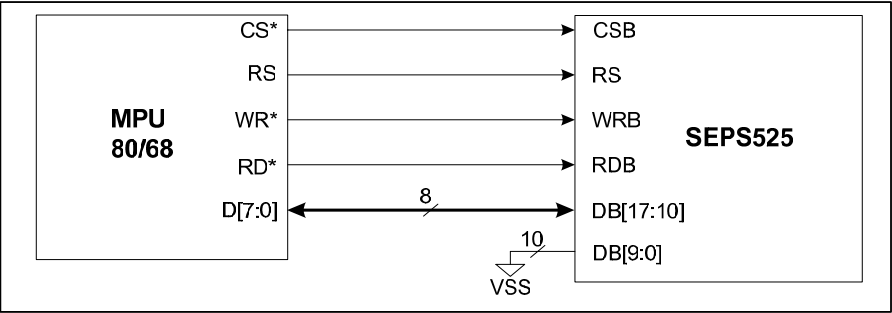 CS* CSB
RS RS
MPU
80/68
WR* WRB
SEPS525
RD* RDB
D[7:0] 8 DB[17:10]
10 DB[9:0]
VSS